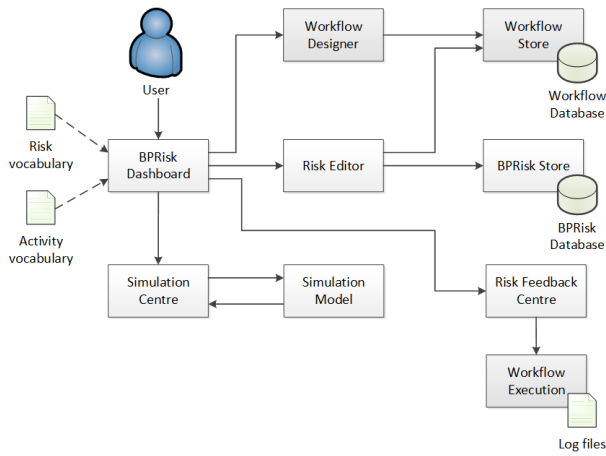 Workflow
Designer
Workflow
Store
User
Workflow
Database
Risk
vocabulary
BPRisk
Dashboard
Risk Editor
BPRisk Store
Activity
vocabulary
BPRisk
Database
Simulation
Centre
Simulation
Model
Risk Feedback
Centre
Workflow
Execution
Log files